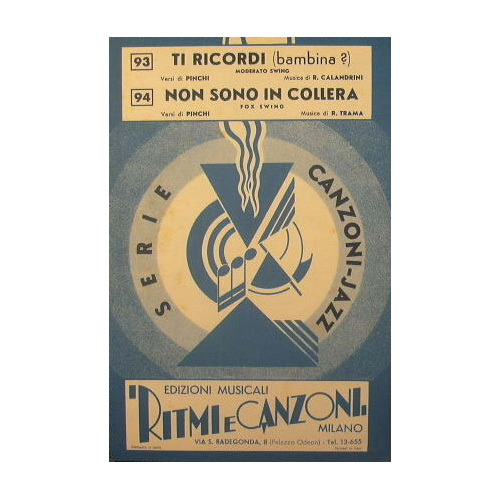 93 TI RICORDI (bambina?)
MODERATO SWING
Versi di PINCHI Musica di R. CALANDRINI
94 NON SONO IN COLLERA
FOX SWING
Versi di PINCHI Musica di R. TRAMA
SERIE CANZONI-JAZZ
EDIZIONI MUSICALI
RITMI E CANZONI
MILANO
VIA S. RADEGONDA, 8 (Palazzo Odeon) - Tel. 13-655